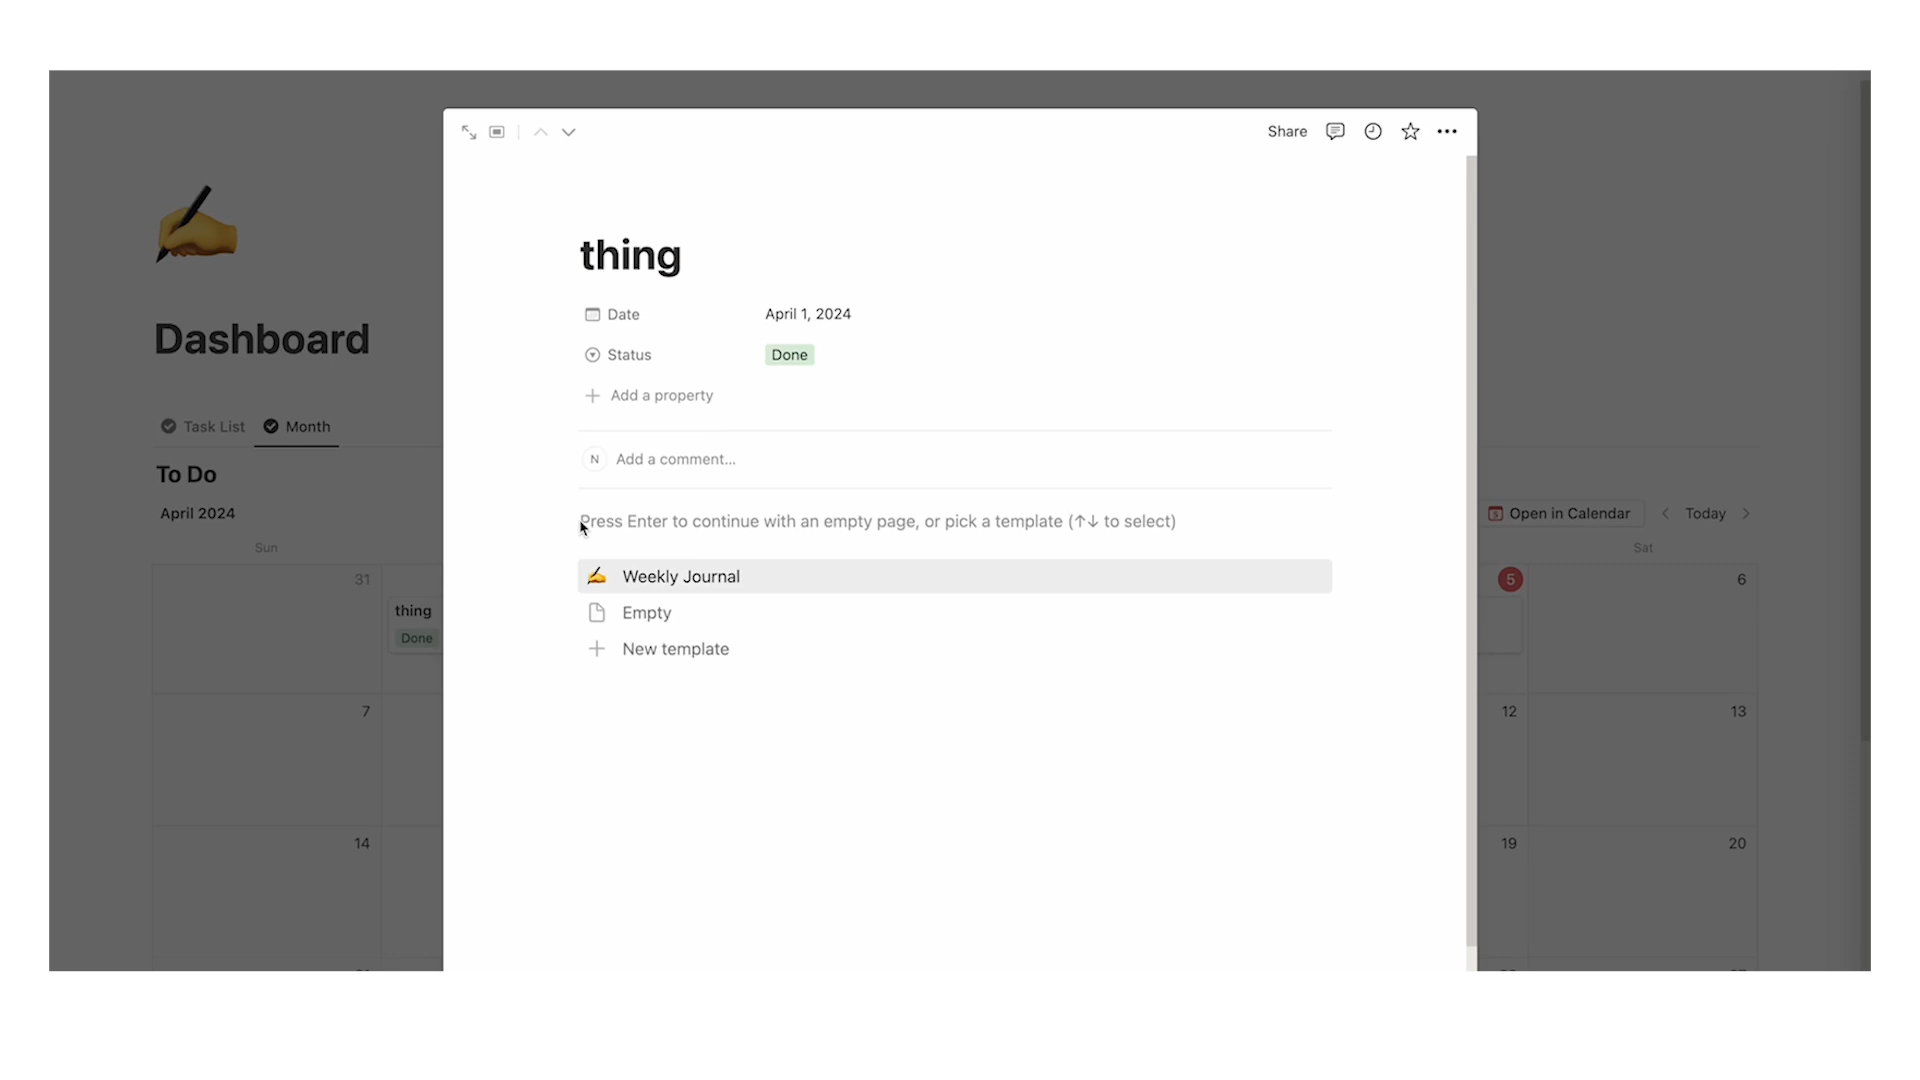 Share
thing
Date April 1, 2024
Status Done
Add a property
N Add a comment...
Press Enter to continue with an empty page, or pick a template (↑↓ to select)
Weekly Journal
Empty
New template
Dashboard
Task List Month
To Do
April 2024
Open in Calendar Today
Sun Sat
31 5 6
thing
Done
7 12 13
14 19 20